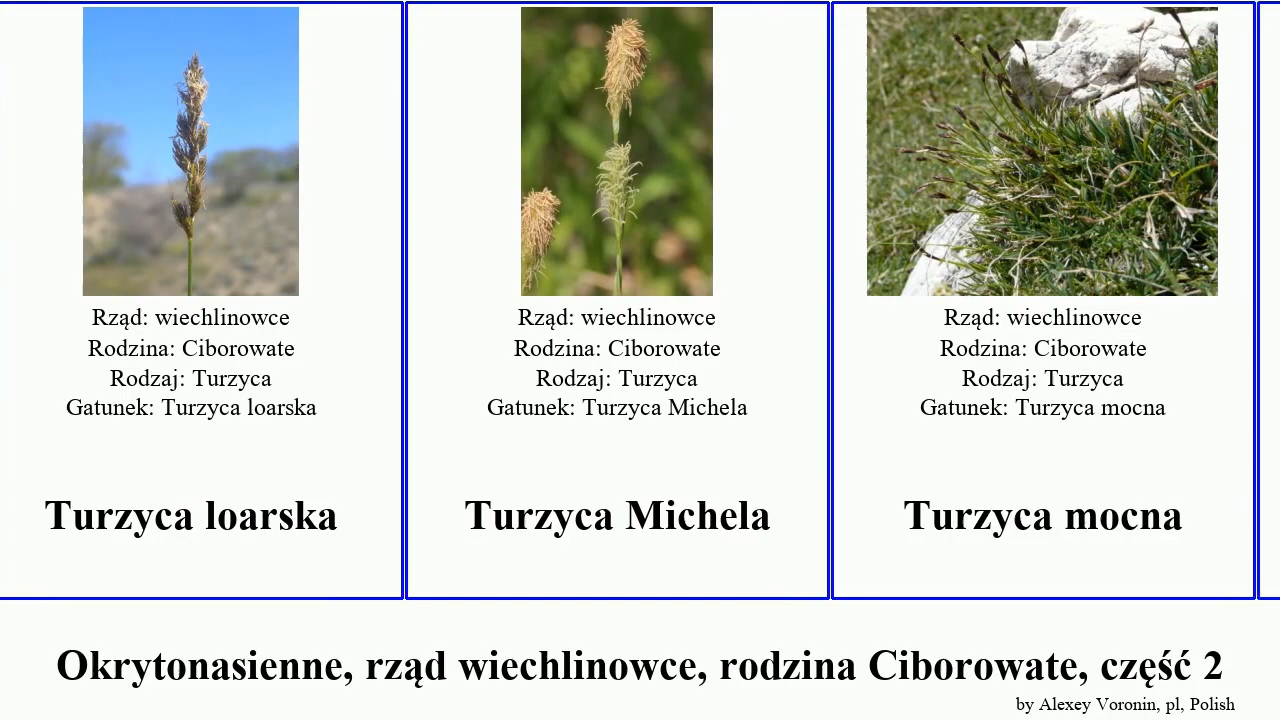 Rząd: wiechlinowce
Rodzina: Ciborowate
Rodzaj: Turzyca
Gatunek: Turzyca loarska
Turzyca loarska
Rząd: wiechlinowce
Rodzina: Ciborowate
Rodzaj: Turzyca
Gatunek: Turzyca Michela
Turzyca Michela
Rząd: wiechlinowce
Rodzina: Ciborowate
Rodzaj: Turzyca
Gatunek: Turzyca mocna
Turzyca mocna
Okrytonasienne, rząd wiechlinowce, rodzina Ciborowate, część 2
by Alexey Voronin, pl, Polish